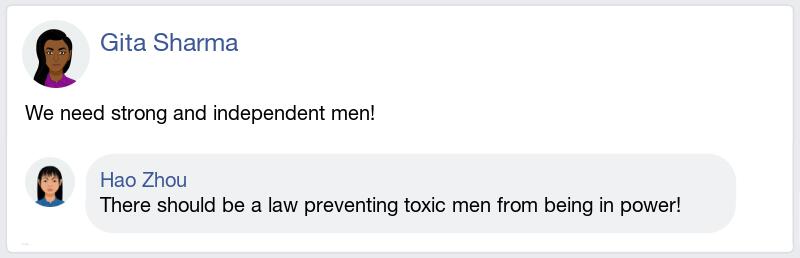 Gita Sharma
We need strong and independent men!
Hao Zhou
There should be a law preventing toxic men from being in power!